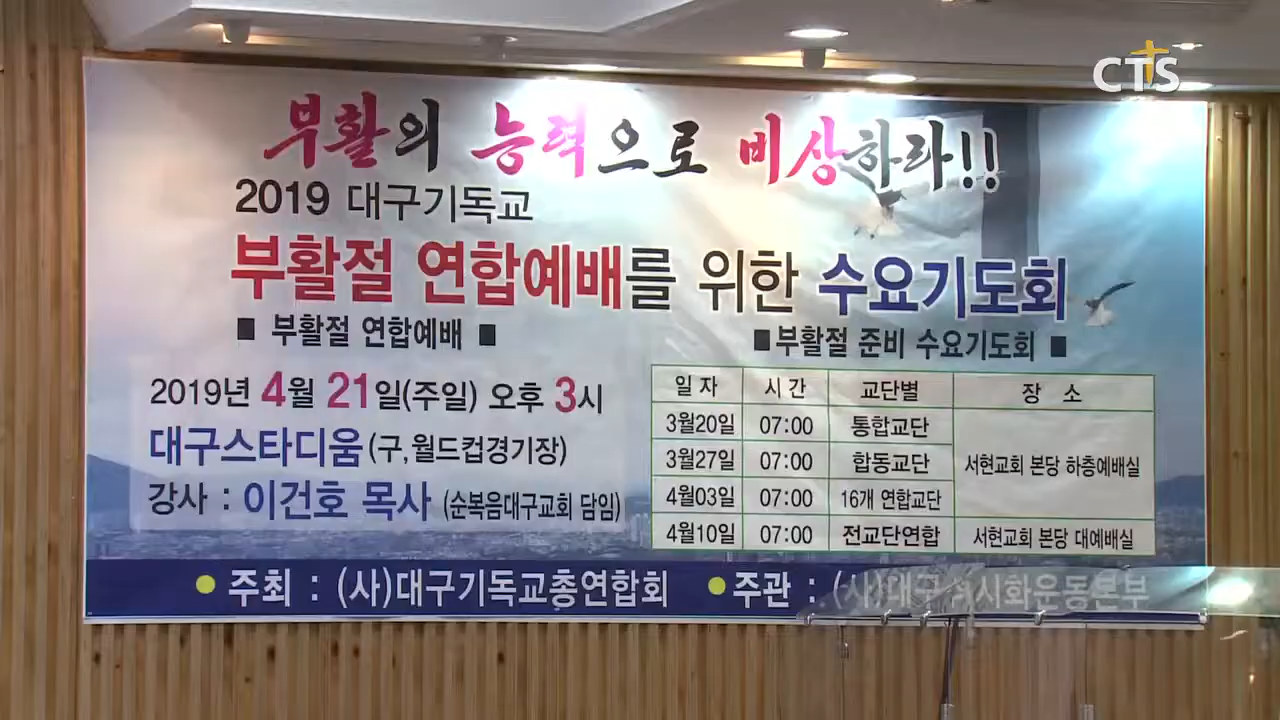 CTS
부활의 능력으로 비상하라!!
2019 대구기독교
부활절 연합예배를 위한 수요기도회
■ 부활절 연합예배 ■
2019년 4월 21일(주일) 오후 3시
대구스타디움(구,월드컵경기장)
강사 : 이건호 목사 (순복음대구교회 담임)
■부활절 준비 수요기도회 ■
일자 시간 교단별 장소
3월20일 07:00 통합교단 서현교회 본당 하층예배실
3월27일 07:00 합동교단
4월03일 07:00 16개 연합교단
4월10일 07:00 전교단연합 서현교회 본당 대예배실
● 주최 : (사)대구기독교총연합회 ● 주관 : (사)대구성시화운동본부